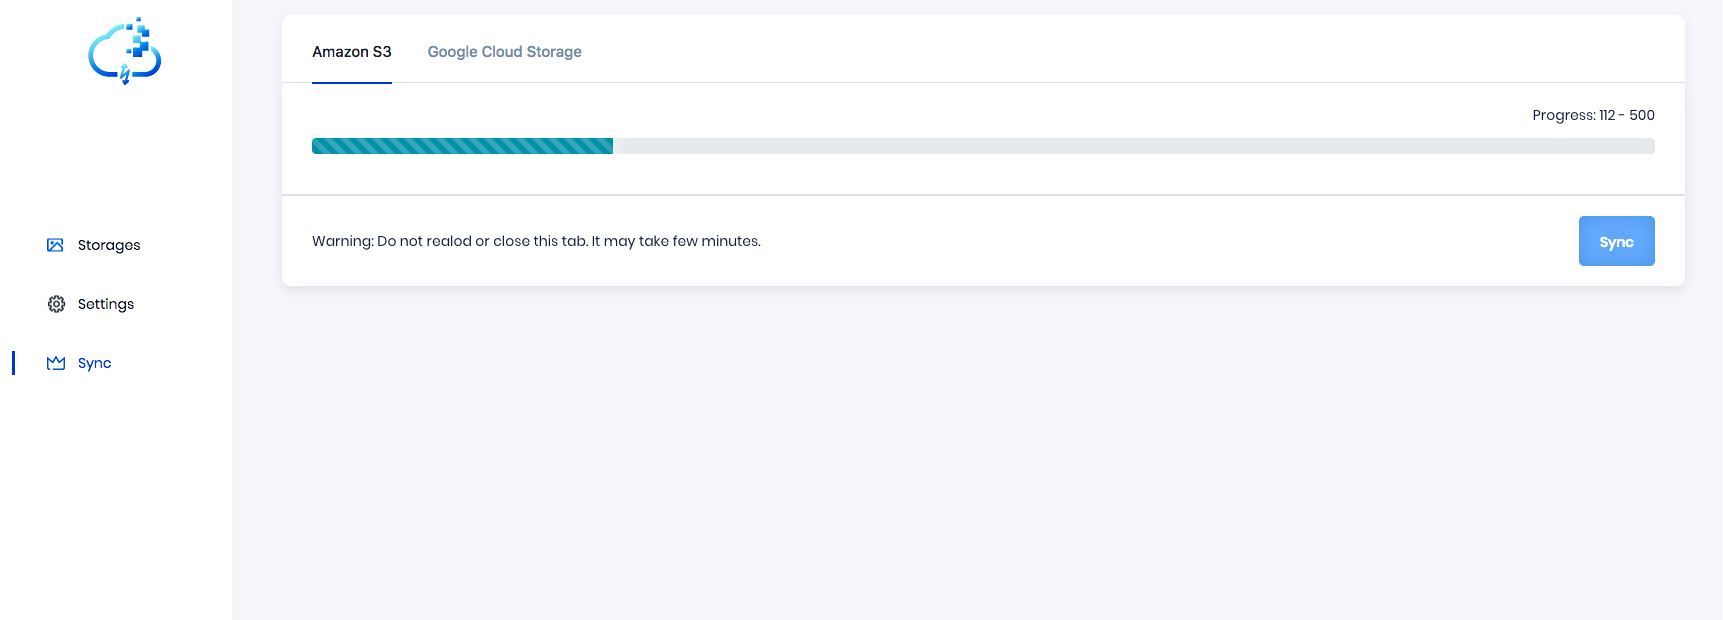 Amazon S3
Google Cloud Storage
Progress: 112 - 500
Storages
Warning: Do not realod or close this tab. It may take few minutes.
Sync
Settings
Sync